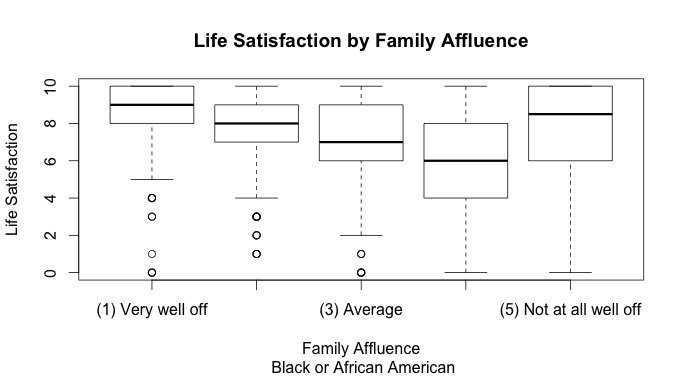 Life Satisfaction by Family Affluence
Life Satisfaction
10
8
6
4
2
0
(1) Very well off
(3) Average
(5) Not at all well off
Family Affluence
Black or African American